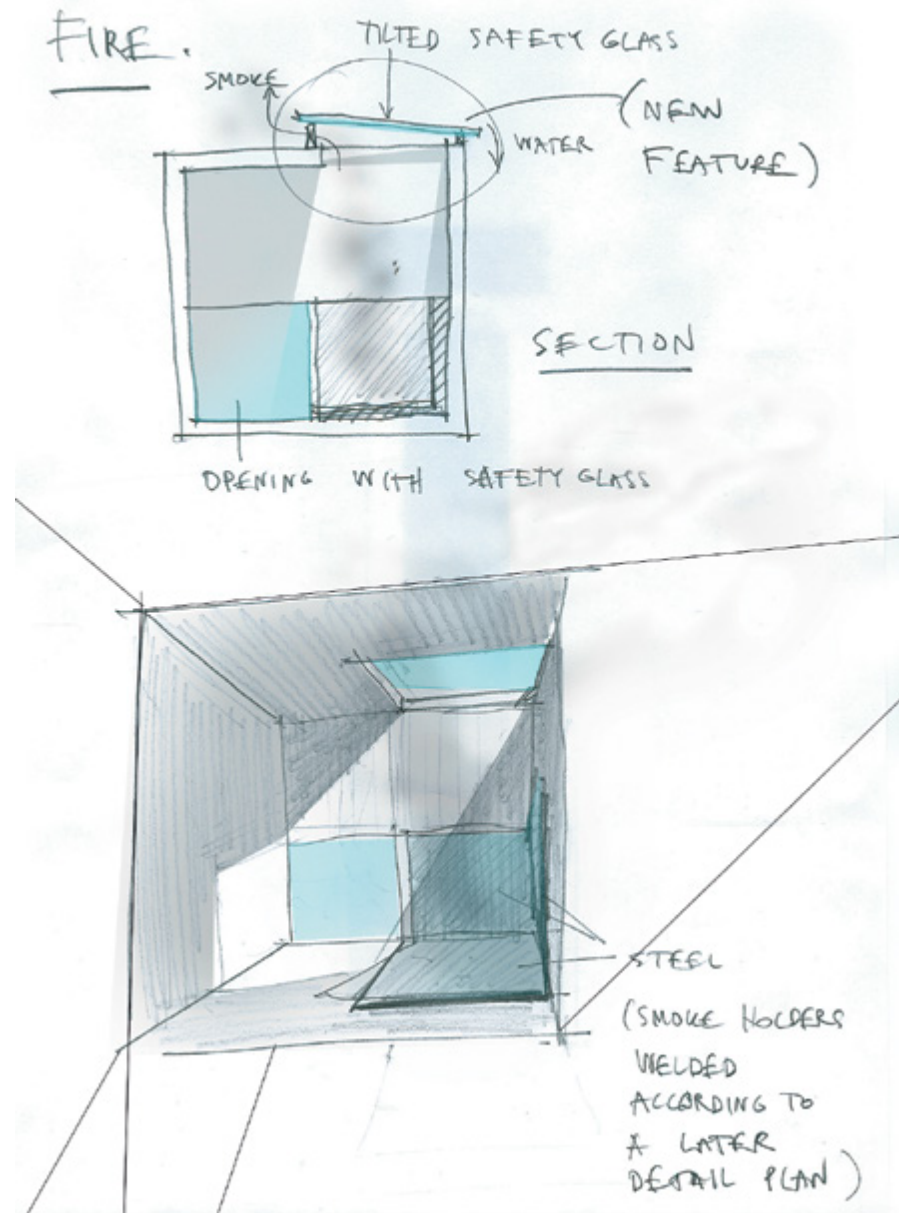 FIRE.
TILTED SAFETY GLASS
SMOKE
(NEW
FEATURE)
WATER
SECTION
OPENING WITH SAFETY GLASS
STEEL
(SMOKE HOLDERS
WELDED
ACCORDING TO
A LATER
DETAIL PLAN)